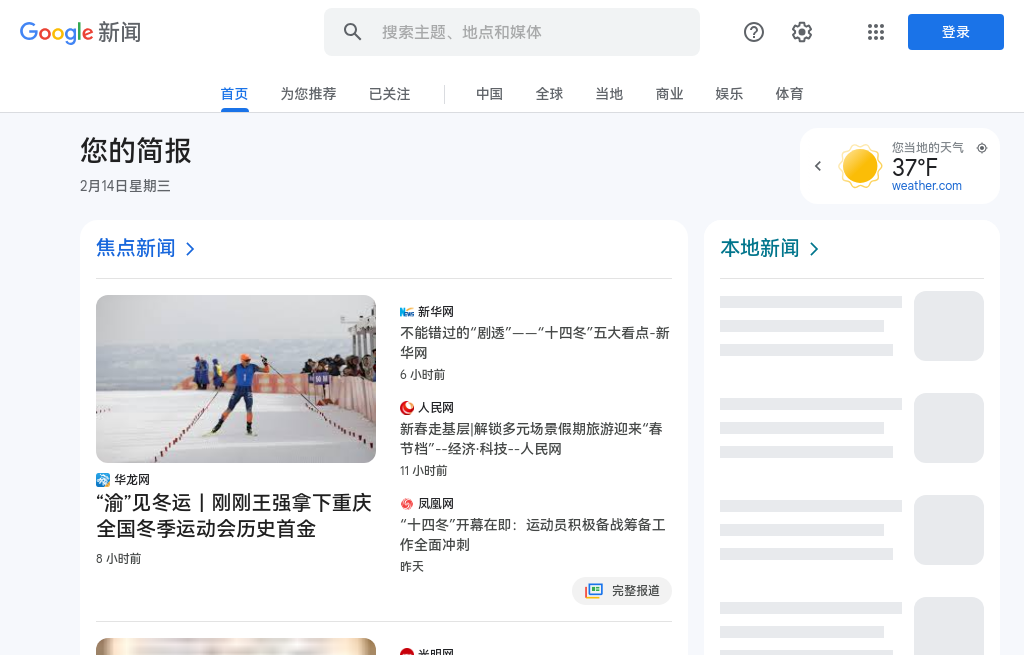 Google 新闻
搜索主题、地点和媒体
登录
首页
为您推荐
已关注
中国
全球
当地
商业
娱乐
体育
您的简报
2月14日星期三
您当地的天气
37°F
weather.com
焦点新闻
本地新闻
华龙网
“渝”见冬运丨刚刚王强拿下重庆
全国冬季运动会历史首金
8 小时前
新华网
不能错过的“剧透”——“十四冬”五大看点-新
华网
6 小时前
人民网
新春走基层|解锁多元场景假期旅游迎来“春
节档”--经济·科技--人民网
11 小时前
凤凰网
“十四冬”开幕在即：运动员积极备战筹备工
作全面冲刺
昨天
完整报道
光明网